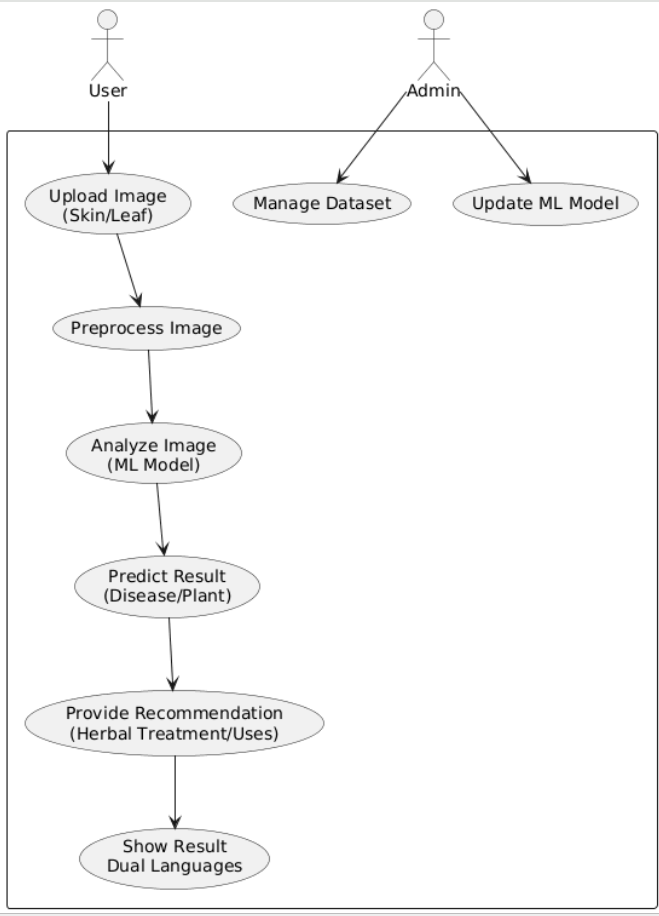 User
Admin
Upload Image
(Skin/Leaf)
Manage Dataset
Update ML Model
Preprocess Image
Analyze Image
(ML Model)
Predict Result
(Disease/Plant)
Provide Recommendation
(Herbal Treatment/Uses)
Show Result
Dual Languages